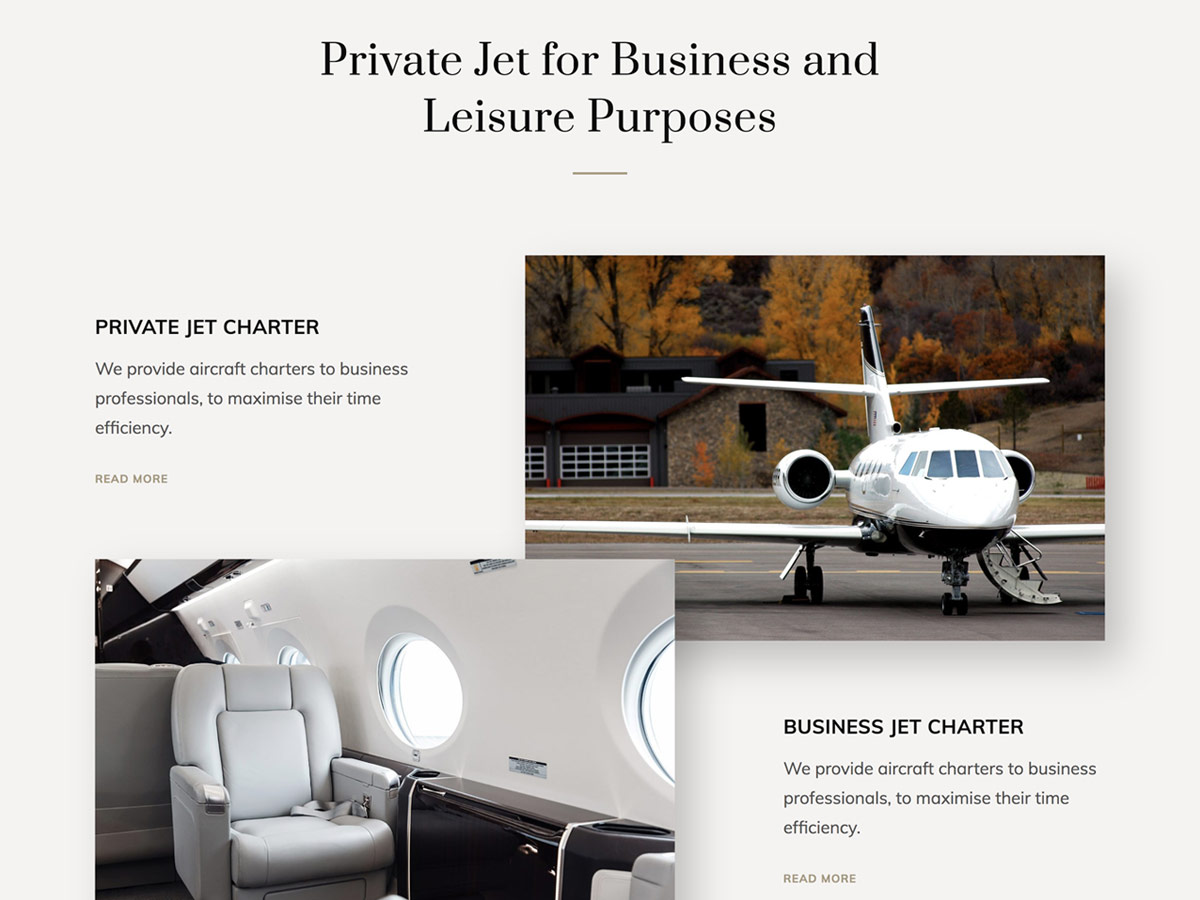 Private Jet for Business and
Leisure Purposes
PRIVATE JET CHARTER
We provide aircraft charters to business
professionals, to maximise their time
efficiency.
READ MORE
BUSINESS JET CHARTER
We provide aircraft charters to business
professionals, to maximise their time
efficiency.
READ MORE